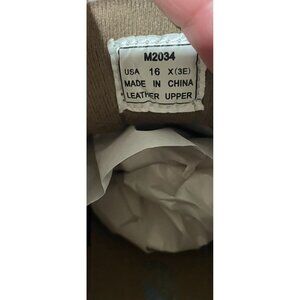 M2034
USA 16 X(3E)
MADE IN CHINA
LEATHER UPPER